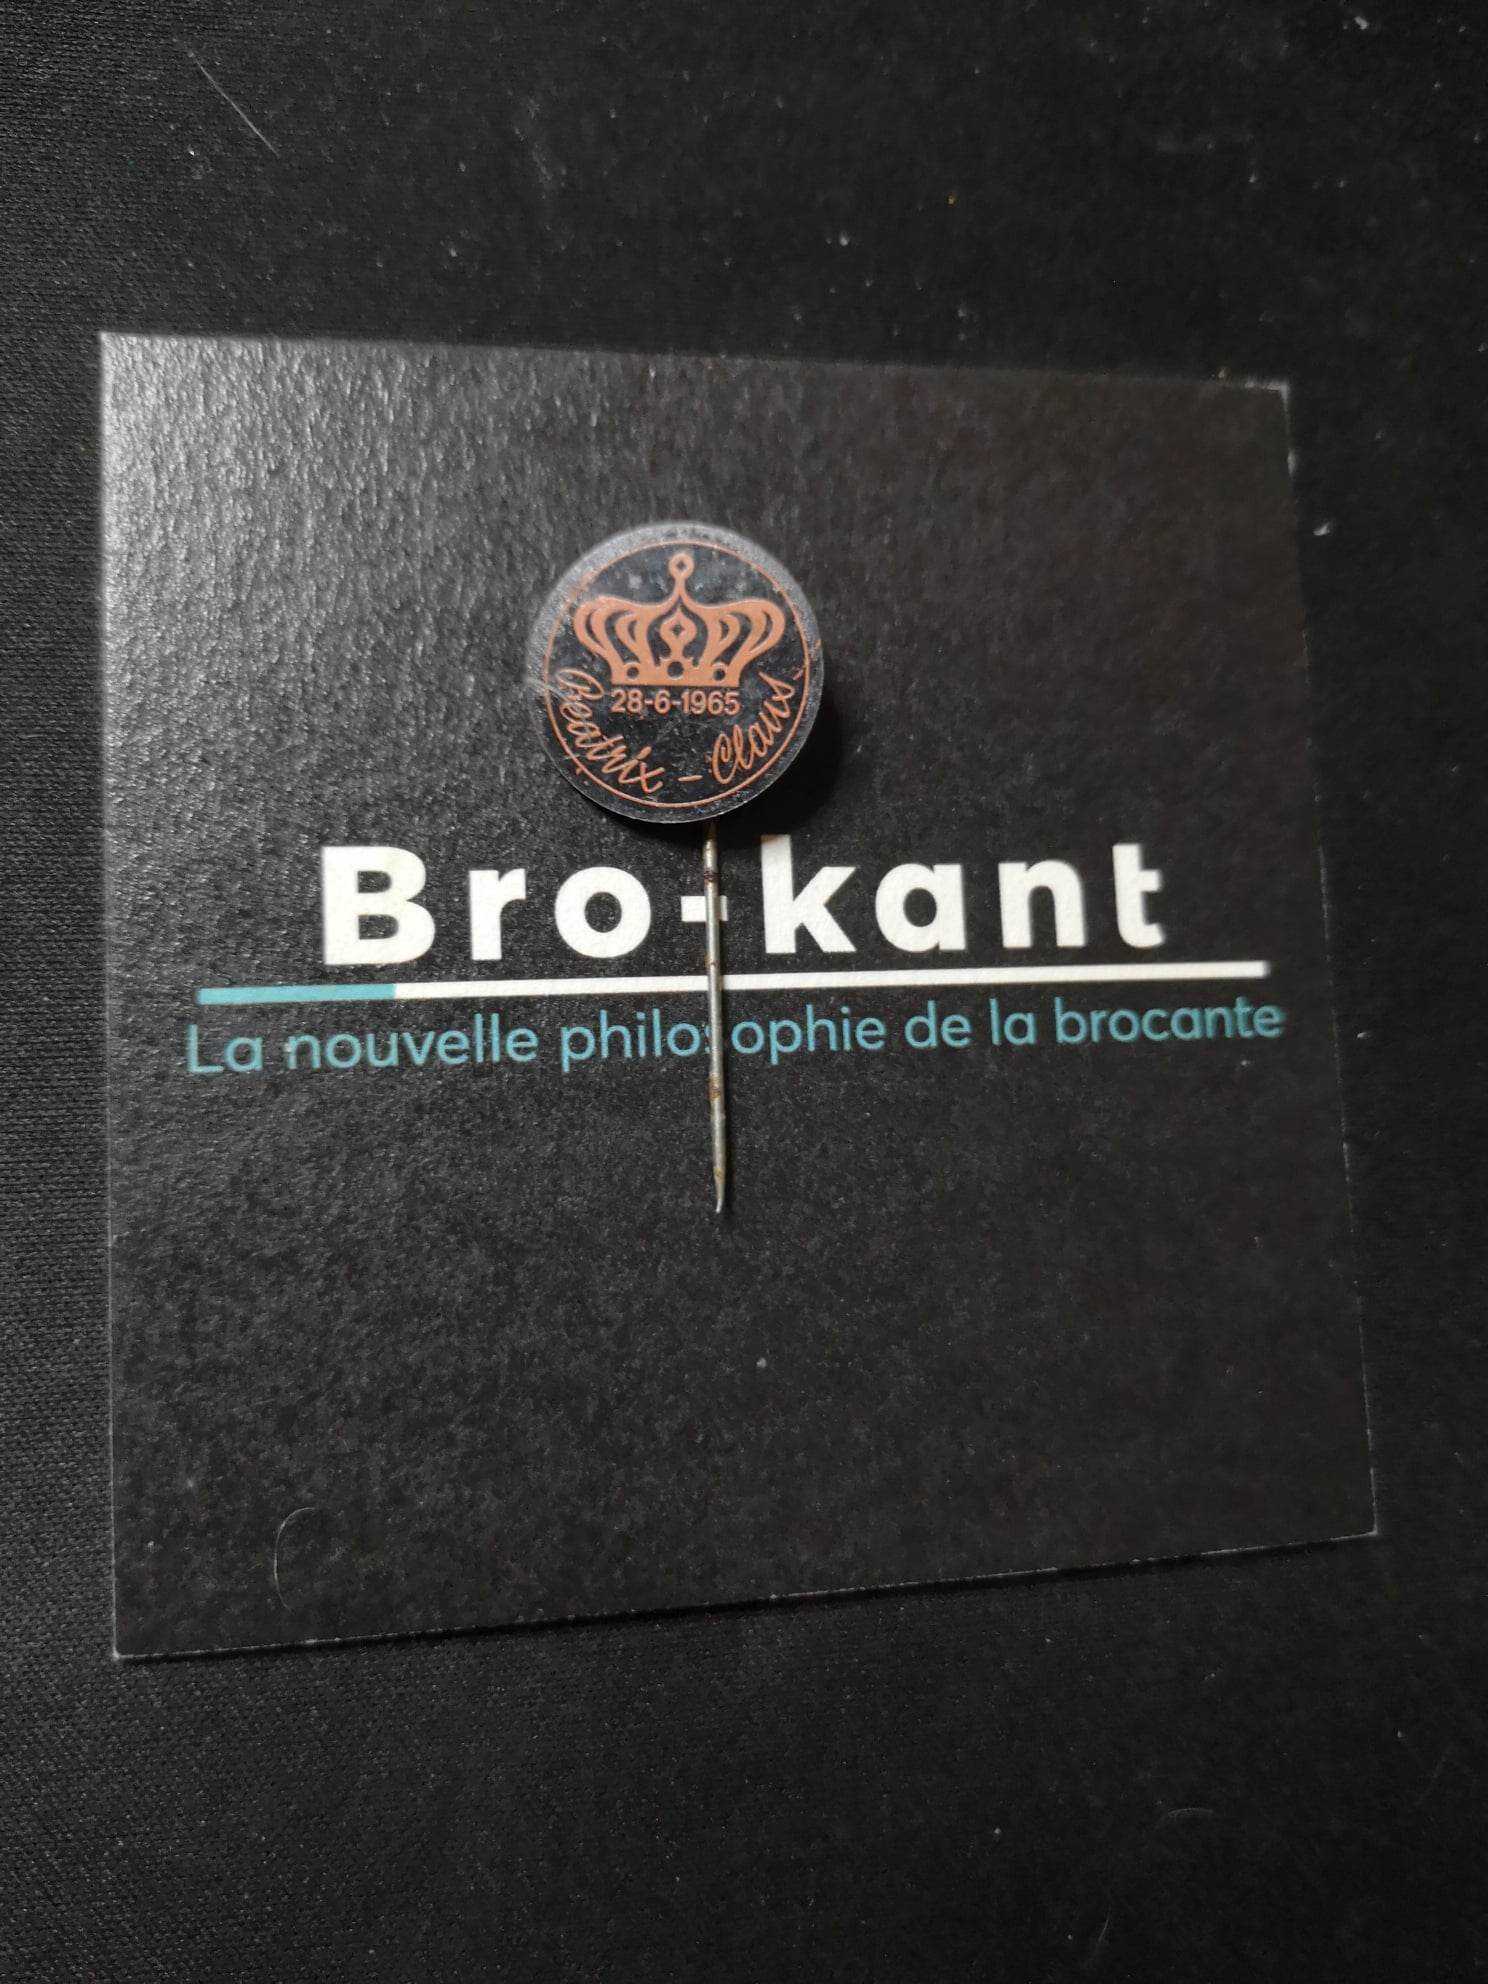 28-6-1965
Beatrix - Claus
Bro-kant
La nouvelle philosophie de la brocante